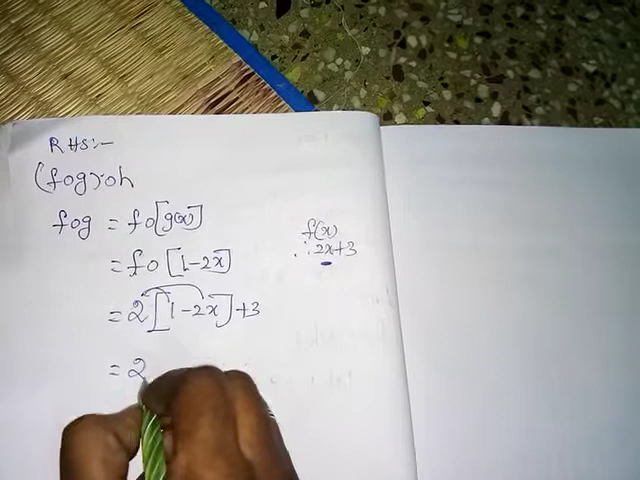 RHS:-
(fog)oh
fog = fo[g(x)]
= fo [1-2x]
f(x)
∴ 2x+3
= 2[1-2x]+3
= 2